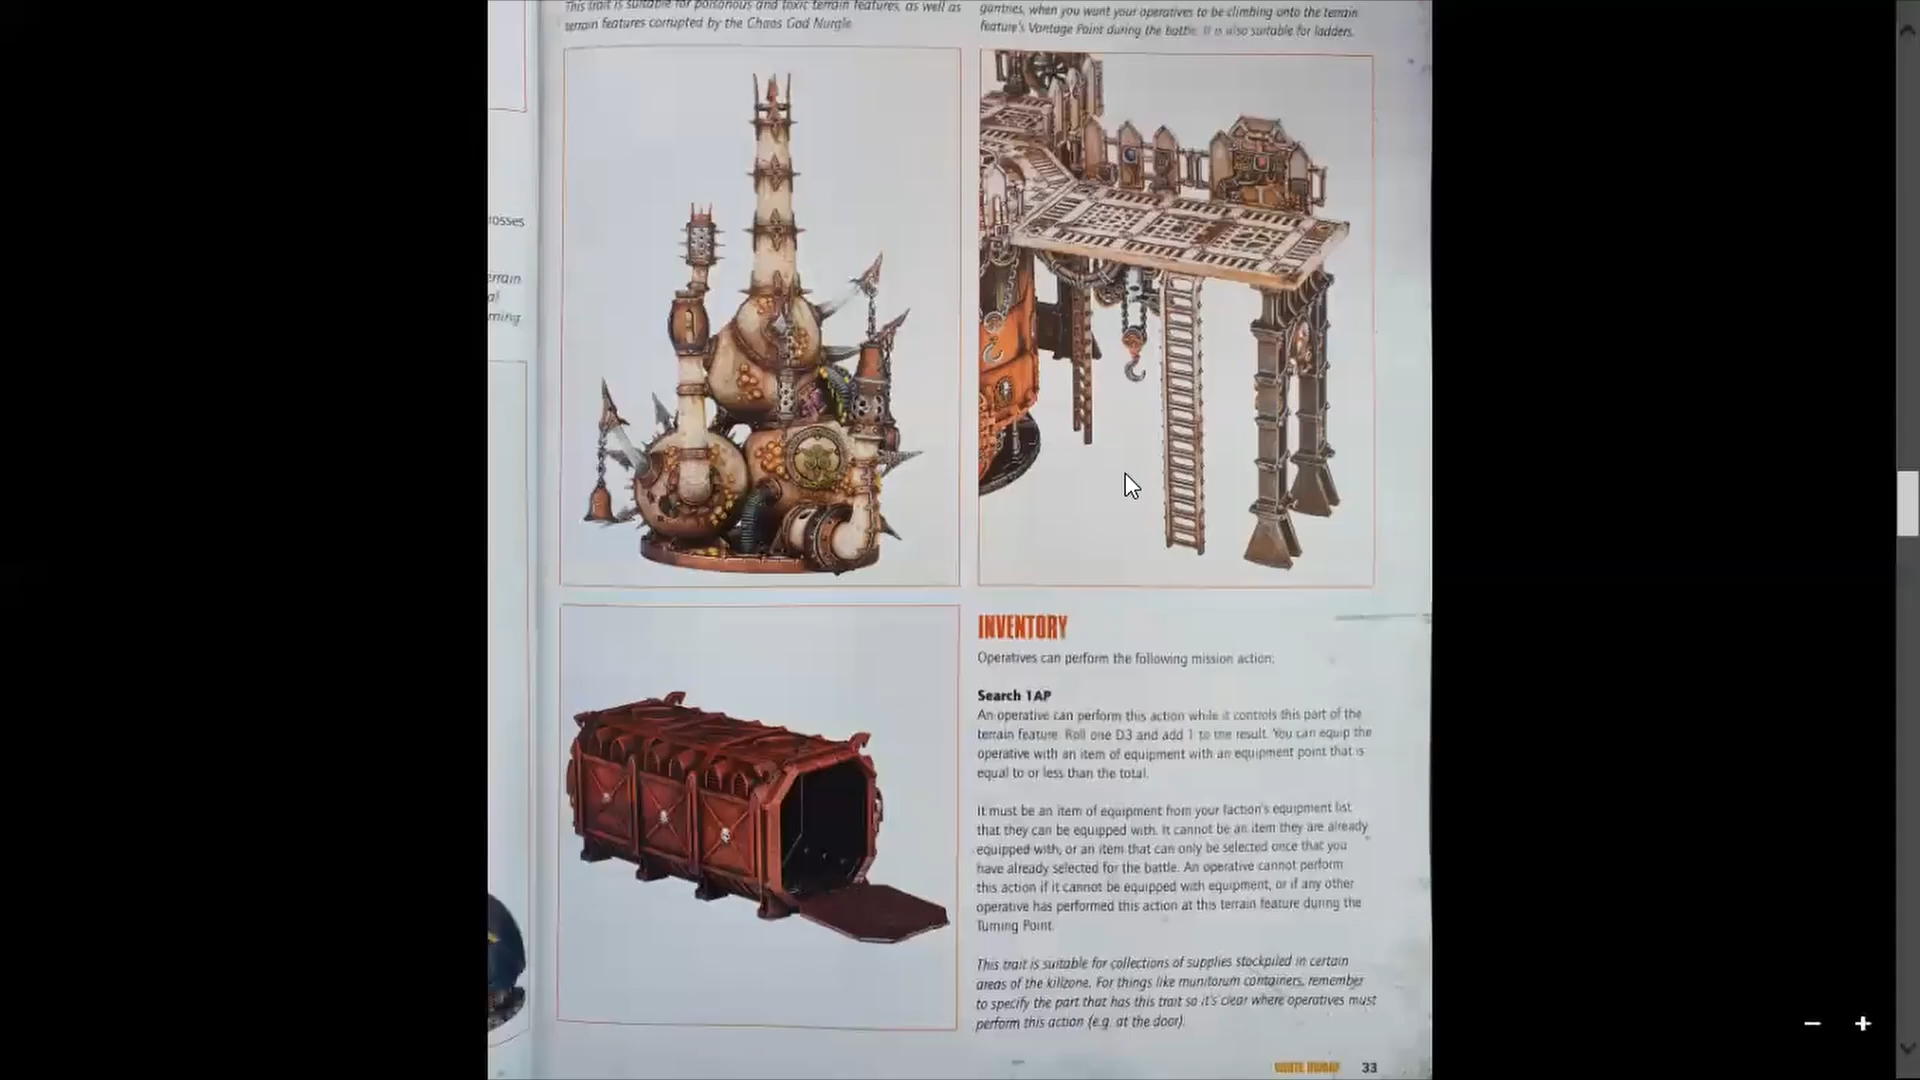 This trait is suitable for poisonous and toxic terrain features, as well as
terrain features corrupted by the Chaos God Nurgle.
gantries, when you want your operatives to be climbing onto the terrain
feature's Vantage Point during the battle. It is also suitable for ladders.
rosses
errain
al
ming
INVENTORY
Operatives can perform the following mission action:
Search 1AP
An operative can perform this action while it controls this part of the
terrain feature. Roll one D3 and add 1 to the result. You can equip the
operative with an item of equipment with an equipment point that is
equal to or less than the total.
It must be an item of equipment from your faction's equipment list
that they can be equipped with. It cannot be an item they are already
equipped with, or an item that can only be selected once that you
have already selected for the battle. An operative cannot perform
this action if it cannot be equipped with equipment, or if any other
operative has performed this action at this terrain feature during the
Turning Point.
This trait is suitable for collections of supplies stockpiled in certain
areas of the killzone. For things like munitorum containers, remember
to specify the part that has this trait so it's clear where operatives must
perform this action (e.g. at the door).
WHITE DWARF 33